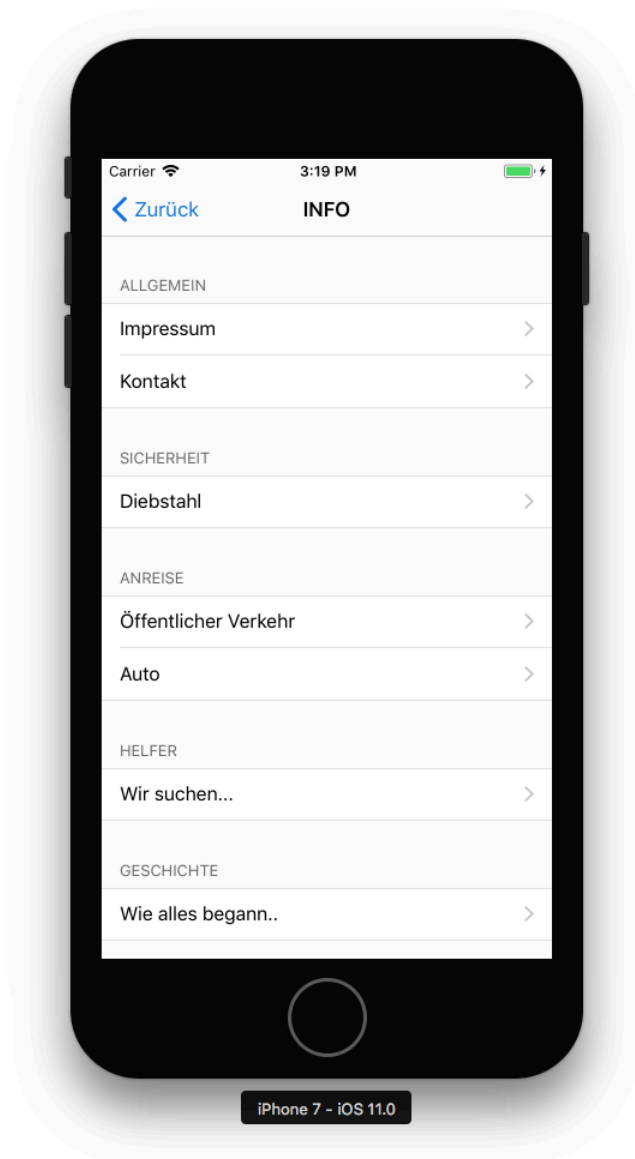 Carrier 3:19 PM
Zurück INFO
ALLGEMEIN
Impressum
Kontakt
SICHERHEIT
Diebstahl
ANREISE
Öffentlicher Verkehr
Auto
HELFER
Wir suchen...
GESCHICHTE
Wie alles begann..
iPhone 7 - iOS 11.0